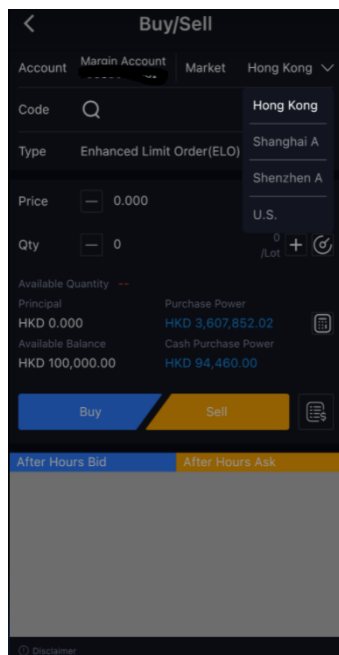 Buy/Sell
Account Margin Account Market Hong Kong
Code
Hong Kong
Shanghai A
Type Enhanced Limit Order(ELO)
Shenzhen A
Price 0.000
U.S.
Qty 0 0 /Lot
Available Quantity --
Principal Purchase Power
HKD 0.000 HKD 3,607,852.02
Available Balance Cash Purchase Power
HKD 100,000.00 HKD 94,460.00
Buy Sell
After Hours Bid After Hours Ask
Disclaimer